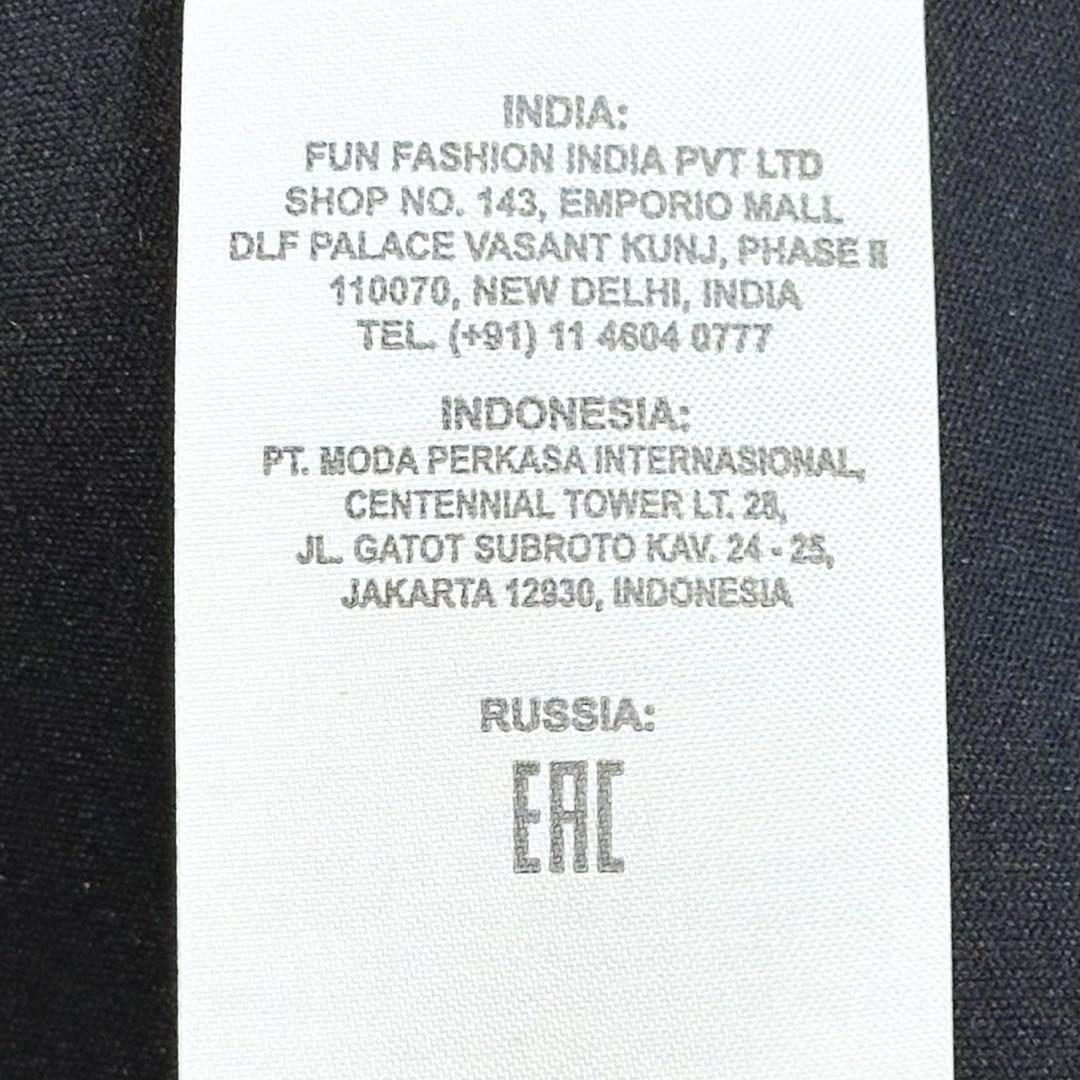 INDIA:
FUN FASHION INDIA PVT LTD
SHOP NO. 143, EMPORIO MALL
DLF PALACE VASANT KUNJ, PHASE II
110070, NEW DELHI, INDIA
TEL. (+91) 11 4604 0777
INDONESIA:
PT. MODA PERKASA INTERNASIONAL,
CENTENNIAL TOWER LT. 28,
JL. GATOT SUBROTO KAV. 24 - 25,
JAKARTA 12930, INDONESIA
RUSSIA:
EAC